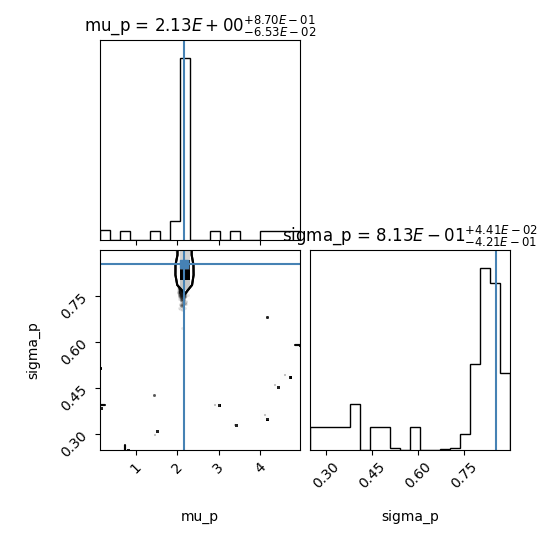 mu_p = 2.13E + 00+8.70E − 01 −6.53E − 02
sigma_p = 8.13E − 01+4.41E − 02 −4.21E − 01
sigma_p
0.75
0.60
0.45
0.30
1 2 3 4
0.30 0.45 0.60 0.75
mu_p
sigma_p